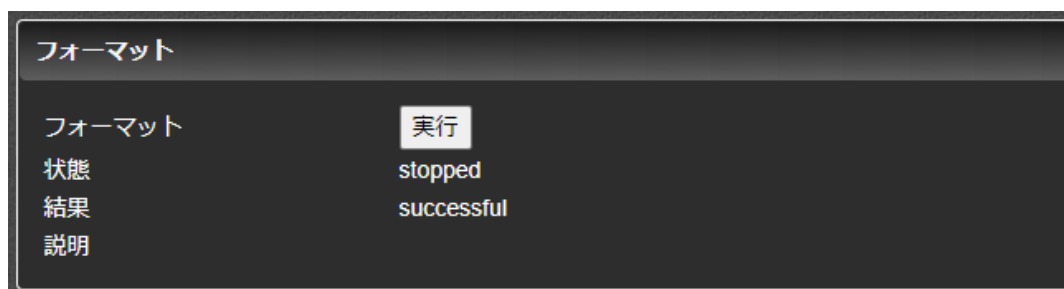 フォーマット
フォーマット 実行
状態 stopped
結果 successful
説明